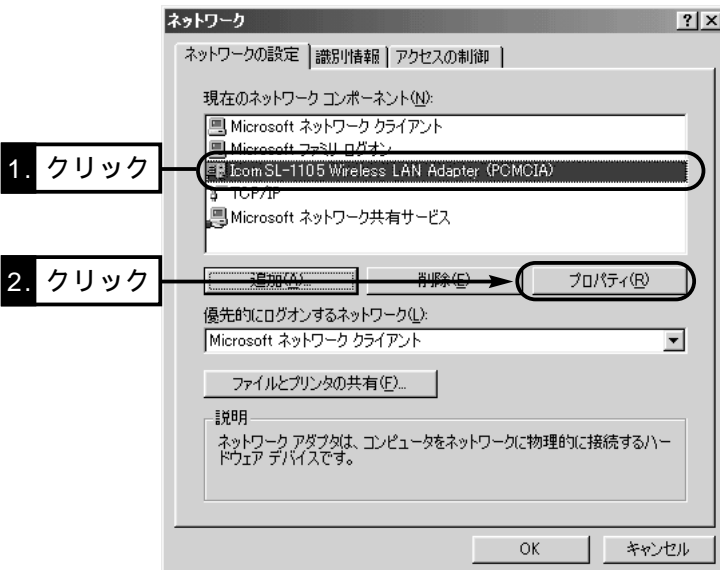 ネットワーク
ネットワークの設定 識別情報 アクセスの制御
現在のネットワーク コンポーネント(N):
Microsoft ネットワーク クライアント
Microsoft ファミリ ログオン
1. クリック
Icom SL-1105 Wireless LAN Adapter (PCMCIA)
TCP/IP
Microsoft ネットワーク共有サービス
2. クリック
追加(A)... 削除(E) プロパティ(R)
優先的にログオンするネットワーク(L):
Microsoft ネットワーク クライアント
ファイルとプリンタの共有(F)...
説明
ネットワーク アダプタは、コンピュータをネットワークに物理的に接続するハー
ドウェア デバイスです。
OK キャンセル